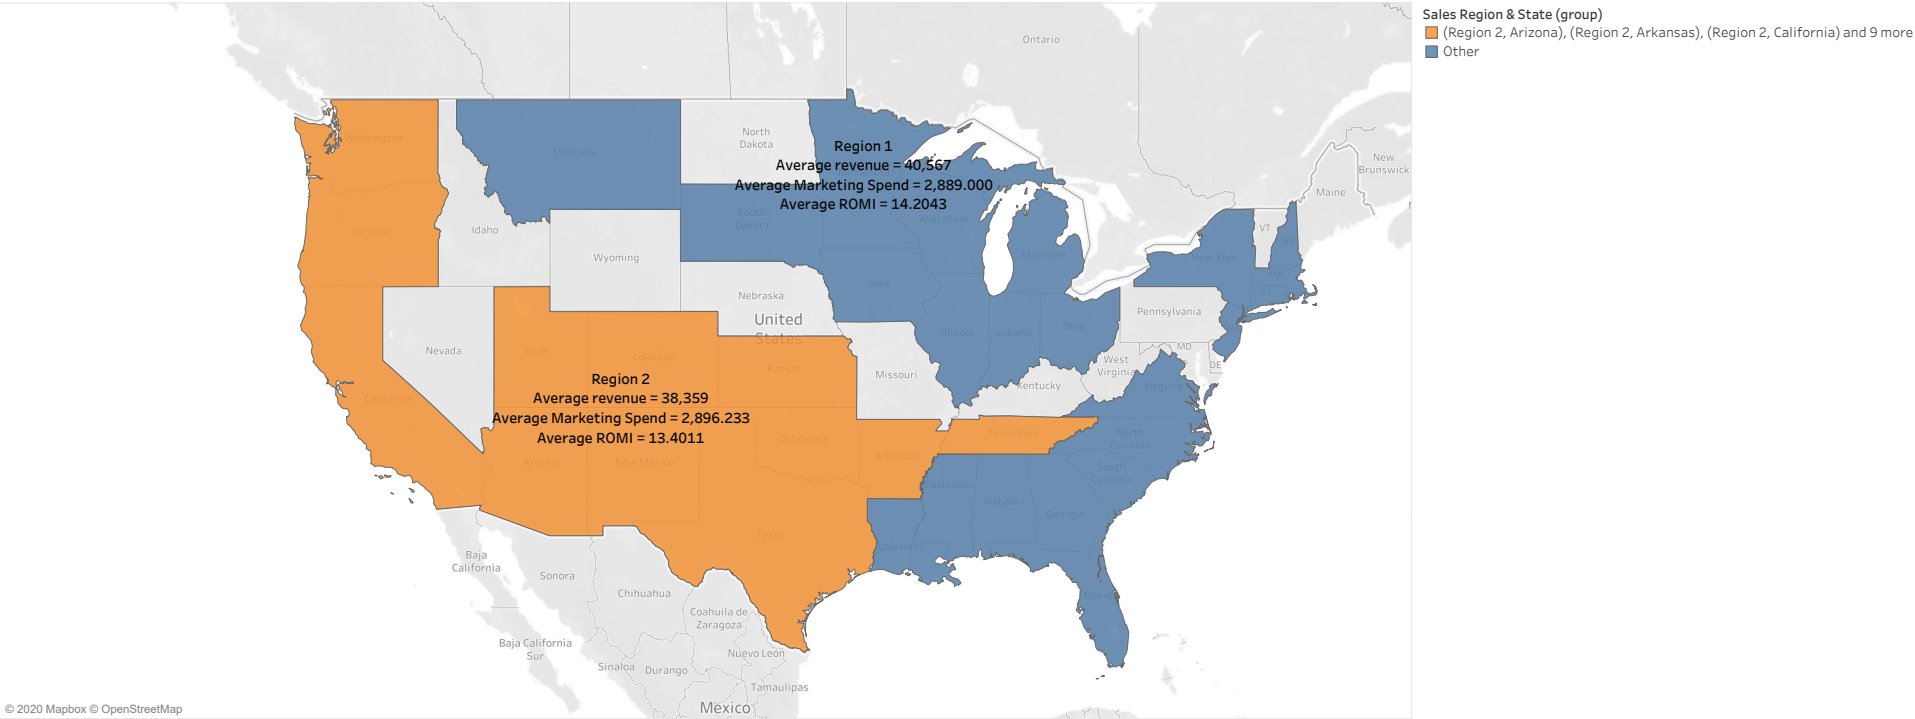 Sales Region & State (group)
(Region 2, Arizona), (Region 2, Arkansas), (Region 2, California) and 9 more
Other
Ontario
New
Brunswick
Maine
Washington
Montana
North
Dakota
Region 1
Average revenue = 40,567
Average Marketing Spend = 2,889.000
Average ROMI = 14.2043
South
Dakota
Wisconsin
Oregon
Idaho
Wyoming
Michigan
New York
VT
NH
MA
CT
Iowa
Nebraska
United
States
Illinois
Indiana
Ohio
Pennsylvania
Nevada
Utah
Colorado
Kansas
Missouri
West
Virginia
MD
DE
Kentucky
Virginia
California
Region 2
Average revenue = 38,359
Average Marketing Spend = 2,896.233
Average ROMI = 13.4011
Arizona
New Mexico
Oklahoma
Arkansas
Tennessee
North
Carolina
South
Carolina
Mississippi
Alabama
Georgia
Texas
Louisiana
Florida
Baja
California
Sonora
Chihuahua
Coahuila de
Zaragoza
Baja California
Sur
Sinaloa
Durango
Nuevo León
Tamaulipas
Mexico
© 2020 Mapbox © OpenStreetMap